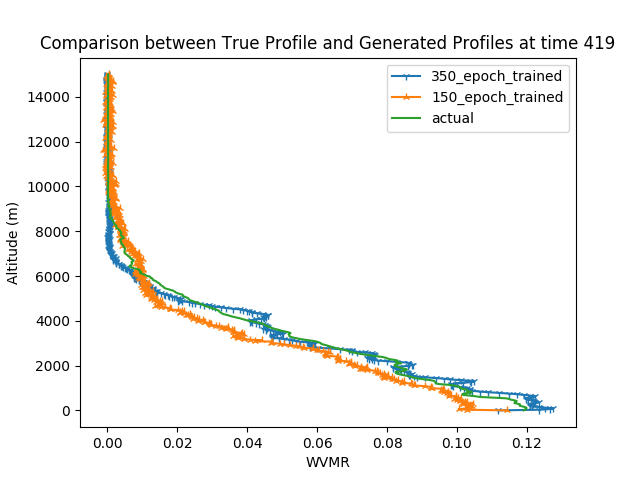 Comparison between True Profile and Generated Profiles at time 419
350_epoch_trained
150_epoch_trained
actual
14000
12000
10000
8000
6000
4000
2000
0
Altitude (m)
0.00 0.02 0.04 0.06 0.08 0.10 0.12
WVMR